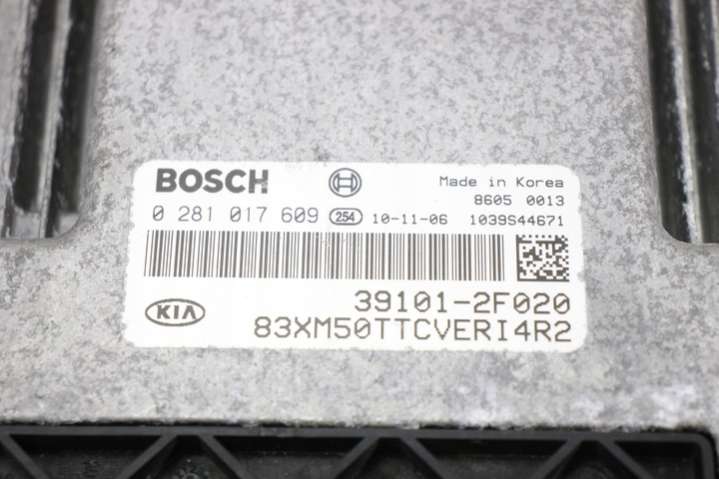 BOSCH Made in Korea
8605 0013
0 281 017 609 254 10-11-06 1039S44671
39101-2F020
KIA
83XM50TTCVERI4R2